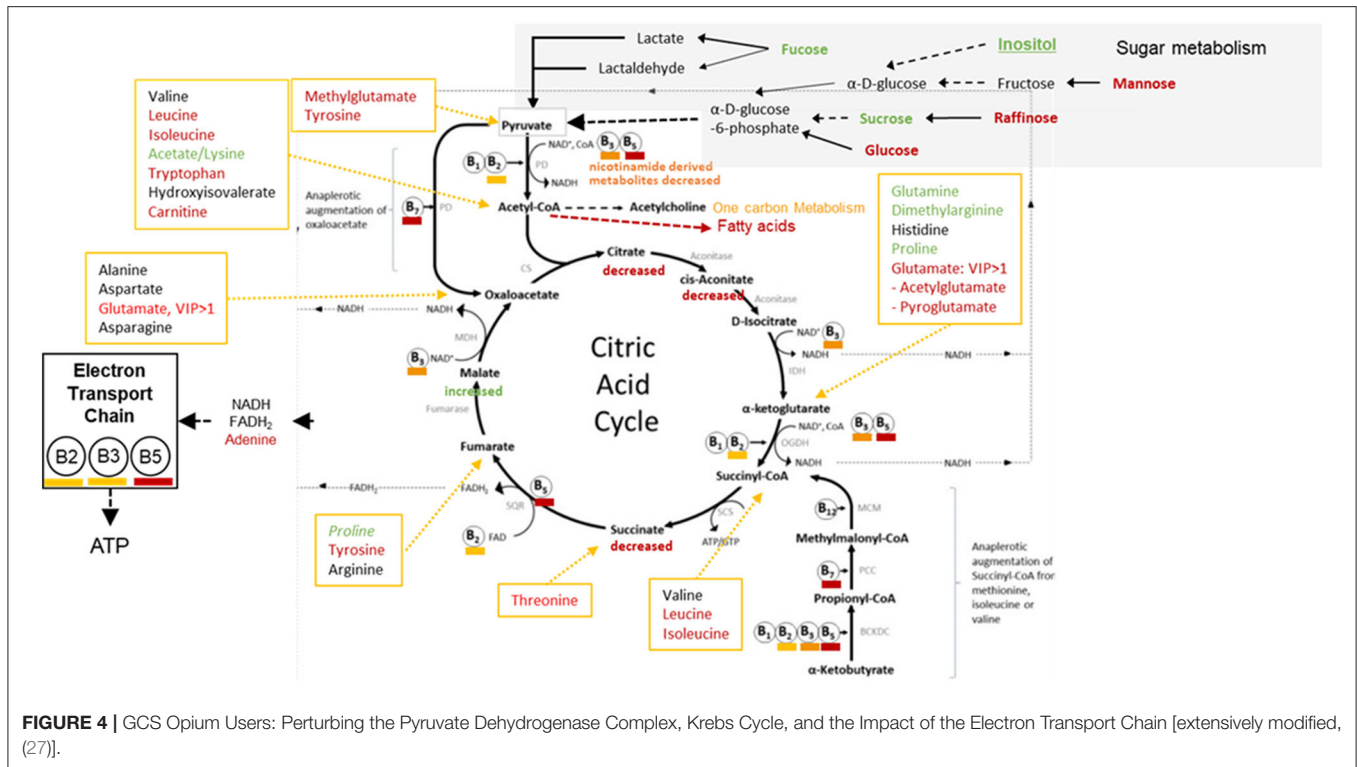 Lactate
Fucose
Inositol
Sugar metabolism
Lactaldehyde
α-D-glucose
Fructose
Mannose
α-D-glucose
-6-phosphate
Sucrose
Raffinose
Glucose
Valine
Leucine
Isoleucine
Acetate/Lysine
Tryptophan
Hydroxyisovalerate
Carnitine
Methylglutamate
Tyrosine
Pyruvate
B1 B2
PD
NAD⁺, CoA
B3 B5
NADH
nicotinamide derived
metabolites decreased
Anaplerotic
augmentation of
oxaloacetate
B7
PD
Acetyl-CoA
Acetylcholine
One carbon Metabolism
Fatty acids
Glutamine
Dimethylarginine
Histidine
Proline
Glutamate: VIP>1
- Acetylglutamate
- Pyroglutamate
Alanine
Aspartate
Glutamate, VIP>1
Asparagine
CS
Citrate
decreased
Aconitase
cis-Aconitate
decreased
Aconitase
Oxaloacetate
D-Isocitrate
NADH
NADH
MDH
B3 NAD⁺
Malate
increased
Fumarase
Citric
Acid
Cycle
NAD⁺ B3
NADH
NADH
IDH
α-ketoglutarate
Electron
Transport
Chain
B2 B3 B5
ATP
NADH
FADH₂
Adenine
B1 B2
NAD⁺, CoA
B3 B5
OGDH
NADH
NADH
Fumarate
Succinyl-CoA
FADH₂
FADH₂
B5
SQR
B2 FAD
Succinate
decreased
SCS
ATP/GTP
Proline
Tyrosine
Arginine
Threonine
Valine
Leucine
Isoleucine
B12
MCM
Methylmalonyl-CoA
B7
PCC
Propionyl-CoA
B1 B2 B3 B5
BCKDC
α-Ketobutyrate
Anaplerotic
augmentation of
Succinyl-CoA from
methionine,
isoleucine or
valine
FIGURE 4 | GCS Opium Users: Perturbing the Pyruvate Dehydrogenase Complex, Krebs Cycle, and the Impact of the Electron Transport Chain [extensively modified,
(27)].